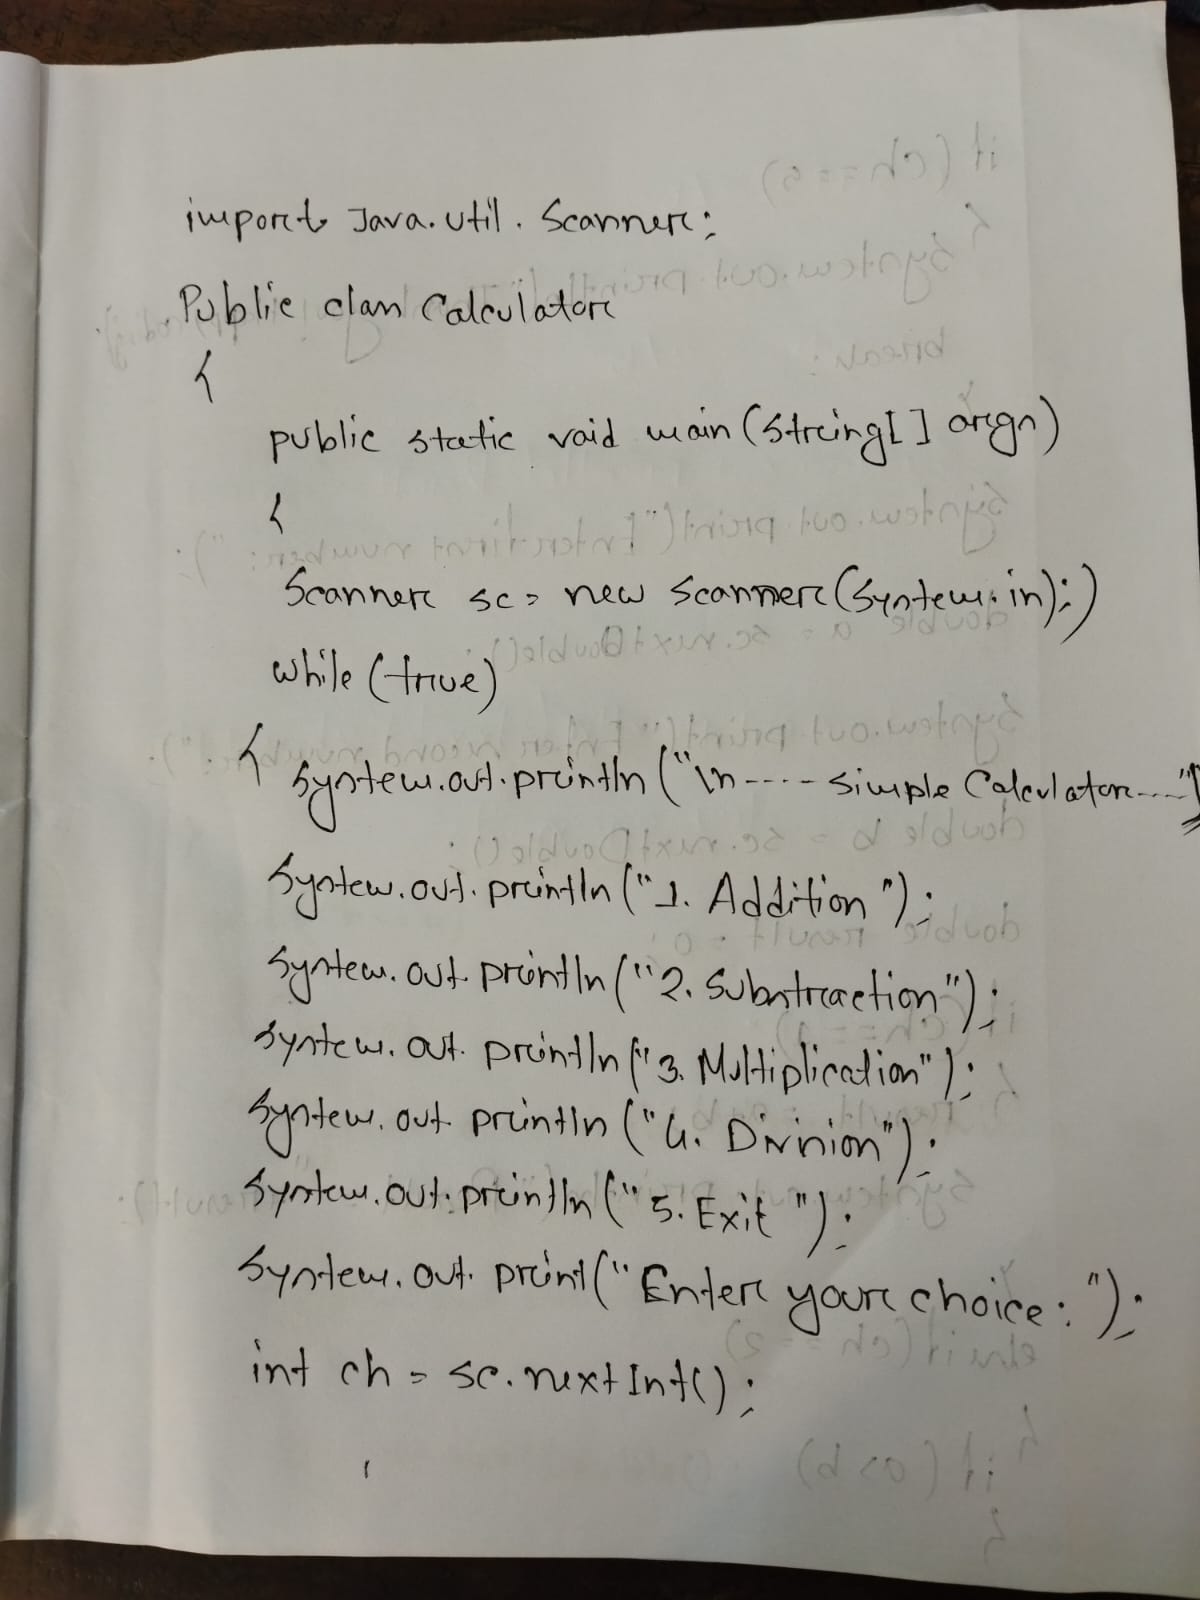 import Java.util.Scanner;
Public class Calculator
{
public static void main(String[] args)
{
Scanner sc = new Scanner(System.in);)
while (true)
{ System.out.println("\n----Simple Calculator----")
System.out.println("1. Addition");
System.out.println("2. Substraction");
System.out.println("3. Multiplication");
System.out.println("4. Division");
System.out.println("5. Exit");
System.out.print("Enter your choice: ");
int ch = sc.nextInt();